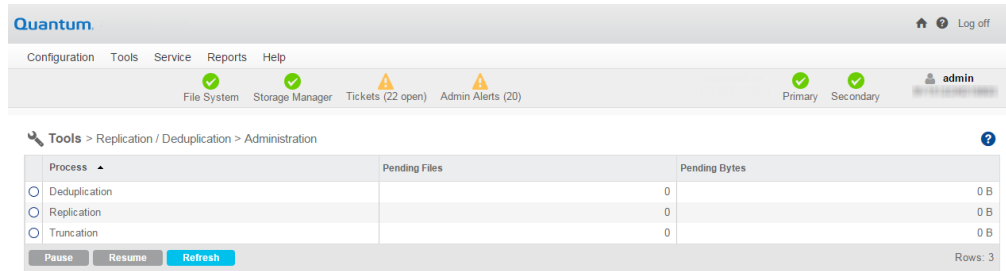 Quantum.
Log off
Configuration Tools Service Reports Help
File System Storage Manager Tickets (22 open) Admin Alerts (20) Primary Secondary admin
Tools > Replication / Deduplication > Administration
Process Pending Files Pending Bytes
Deduplication 0 0 B
Replication 0 0 B
Truncation 0 0 B
Pause Resume Refresh Rows: 3